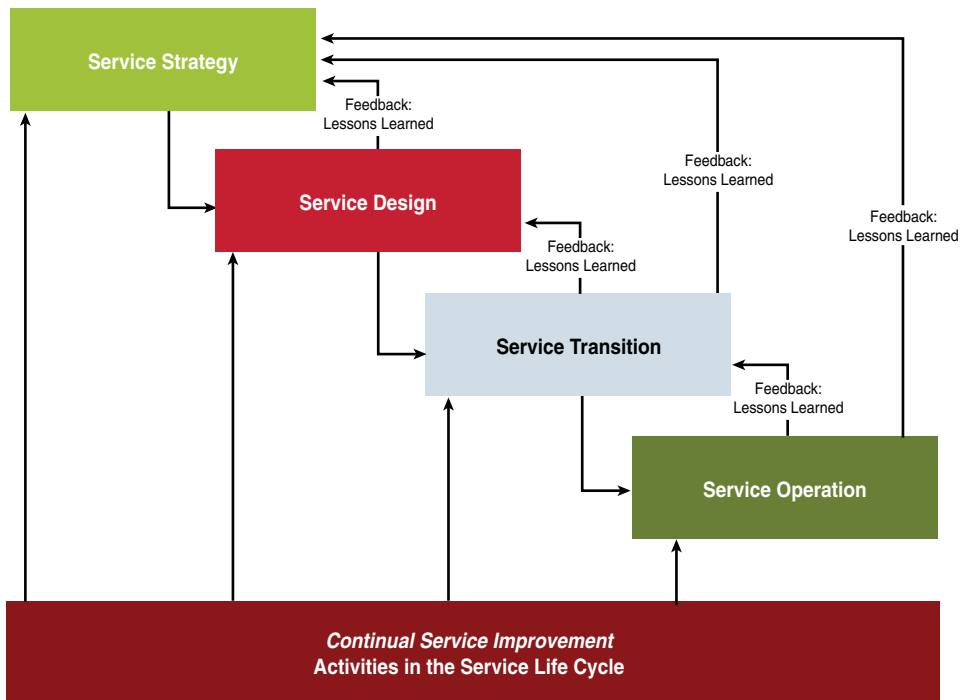 Service Strategy
Feedback:
Lessons Learned
Feedback:
Lessons Learned
Service Design
Feedback:
Lessons Learned
Feedback:
Lessons Learned
Service Transition
Feedback:
Lessons Learned
Service Operation
Continual Service Improvement
Activities in the Service Life Cycle